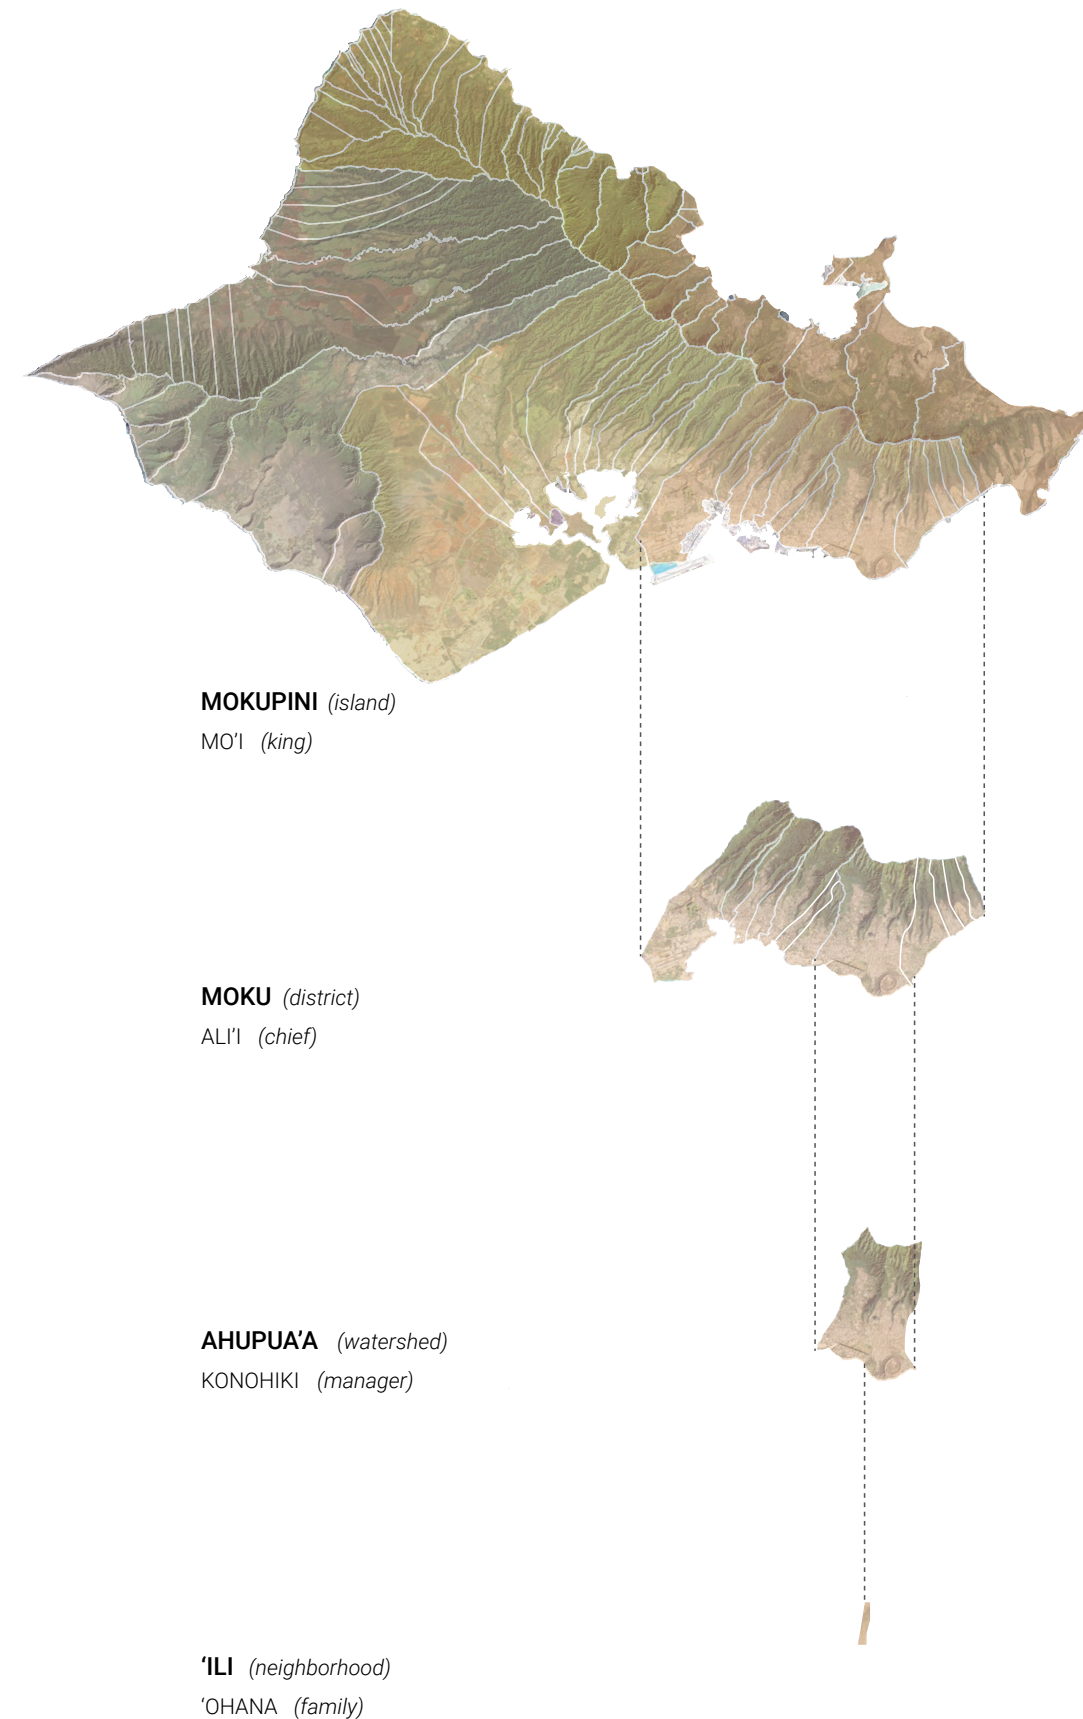 MOKUPINI (island)
MO'I (king)
MOKU (district)
ALI'I (chief)
AHUPUA'A (watershed)
KONOHIKI (manager)
‘ILI (neighborhood)
‘OHANA (family)